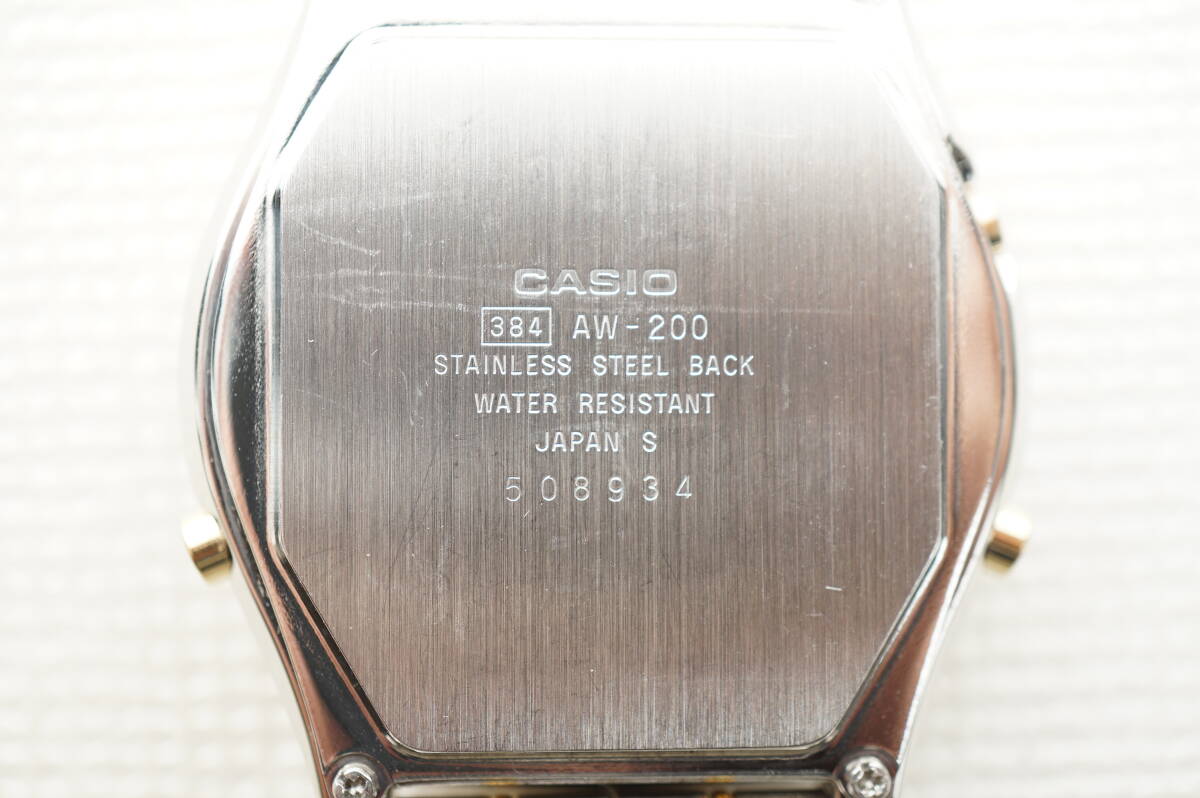 CASIO
384 AW-200
STAINLESS STEEL BACK
WATER RESISTANT
JAPAN S
508934